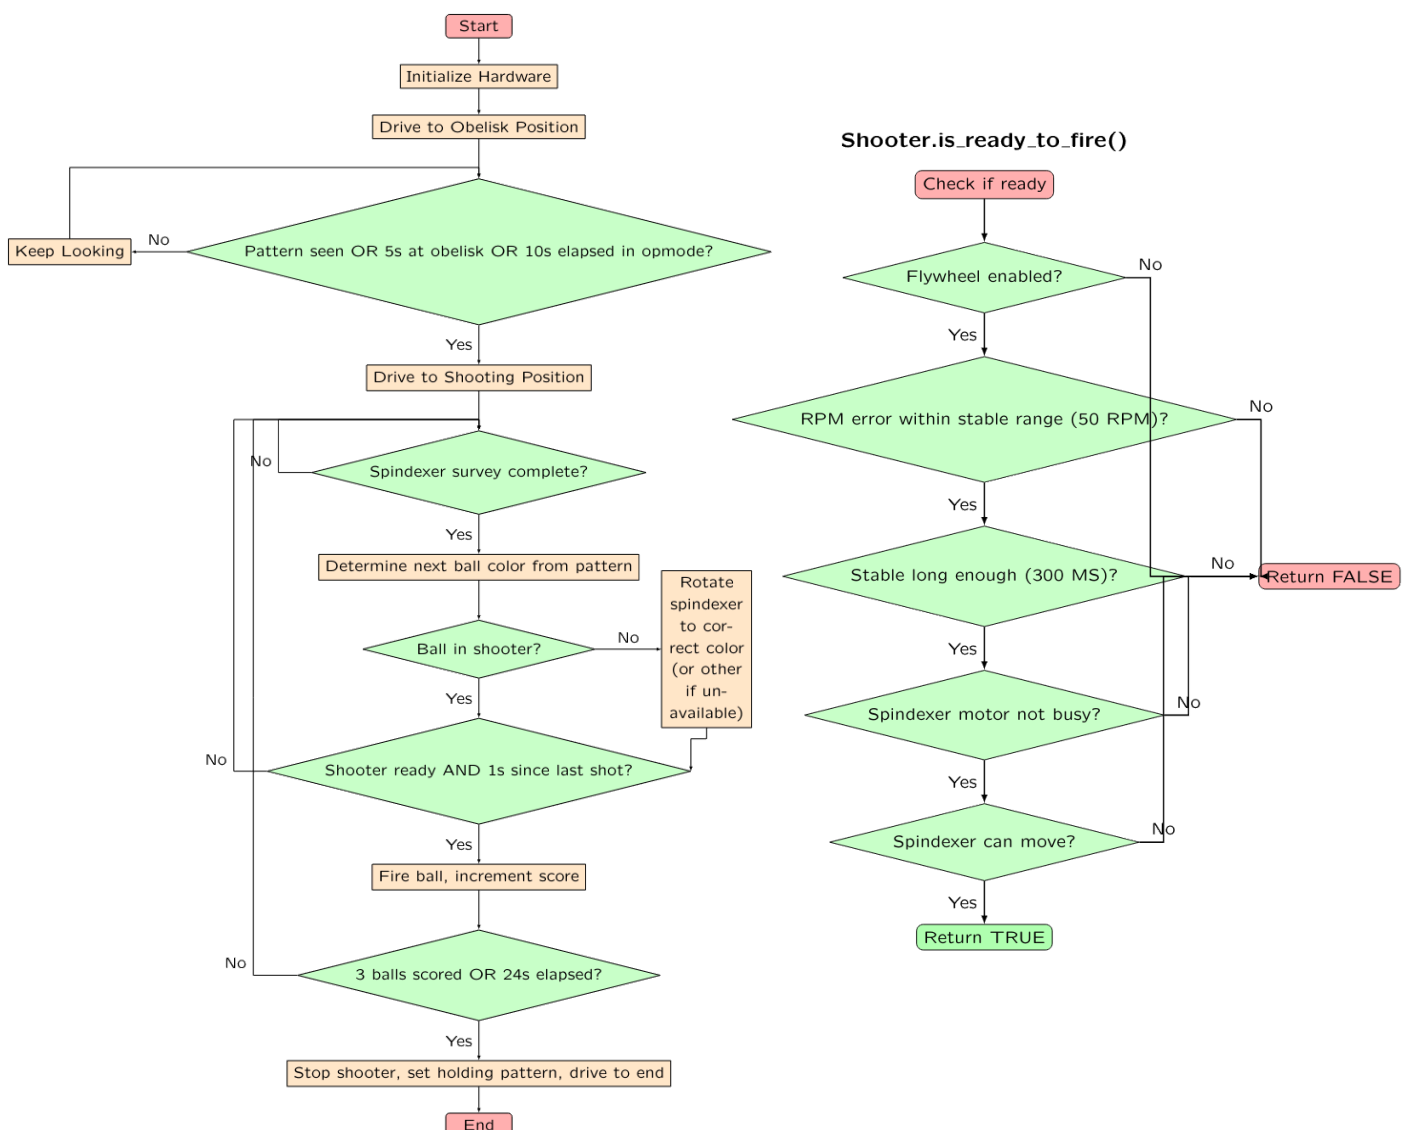 Start
Initialize Hardware
Drive to Obelisk Position
Pattern seen OR 5s at obelisk OR 10s elapsed in opmode?
No
Keep Looking
Yes
Drive to Shooting Position
Spindexer survey complete?
No
Yes
Determine next ball color from pattern
Ball in shooter?
No
Rotate
spindexer
to cor-
rect color
(or other
if un-
available)
Yes
Shooter ready AND 1s since last shot?
No
Yes
Fire ball, increment score
3 balls scored OR 24s elapsed?
No
Yes
Stop shooter, set holding pattern, drive to end
End
Shooter.is_ready_to_fire()
Check if ready
Flywheel enabled?
No
Yes
RPM error within stable range (50 RPM)?
No
Yes
Stable long enough (300 MS)?
No
Return FALSE
Yes
Spindexer motor not busy?
No
Yes
Spindexer can move?
No
Yes
Return TRUE